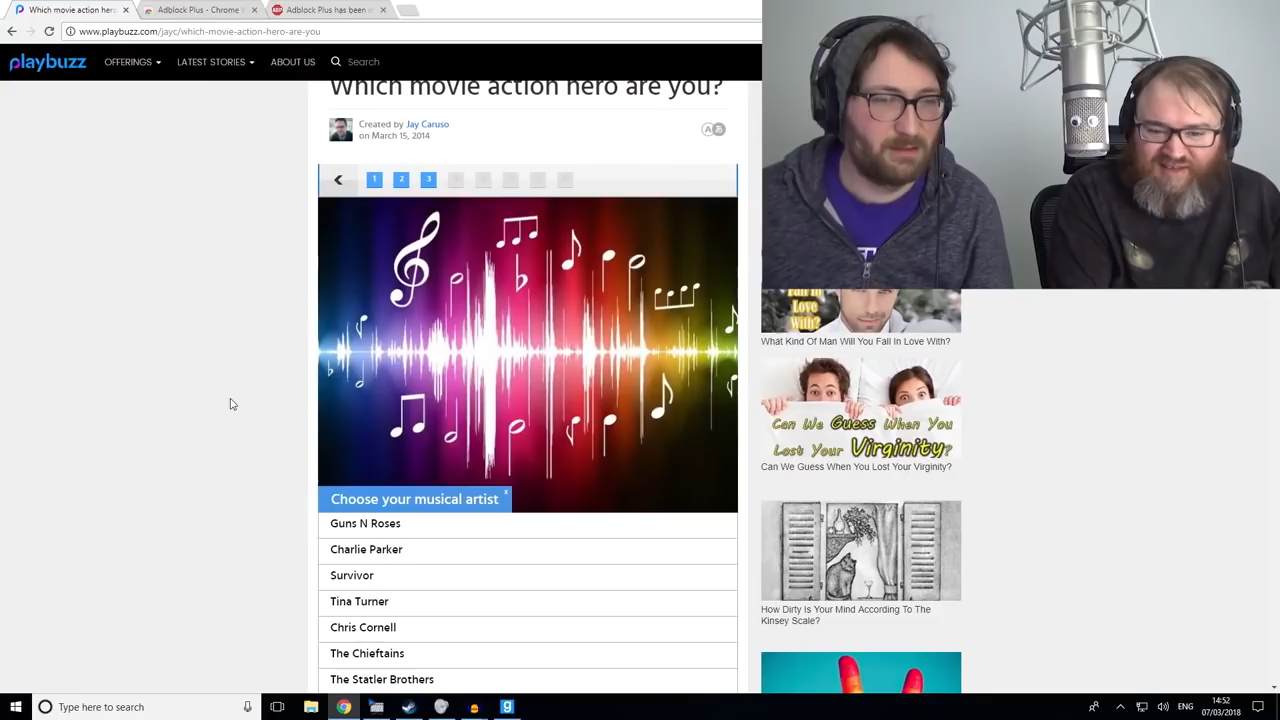 Which movie action hero
Adblock Plus - Chrome
Adblock Plus has been
www.playbuzz.com/jayc/which-movie-action-hero-are-you
playbuzz
OFFERINGS
LATEST STORIES
ABOUT US
Search
Which movie action hero are you?
Created by Jay Caruso
on March 15, 2014
1 2 3
Choose your musical artist x
Guns N Roses
Charlie Parker
Survivor
Tina Turner
Chris Cornell
The Chieftains
The Statler Brothers
Fall In
Love
With?
What Kind Of Man Will You Fall In Love With?
Can We Guess When You
Lost Your Virginity?
Can We Guess When You Lost Your Virginity?
How Dirty Is Your Mind According To The
Kinsey Scale?
Type here to search
ENG
14:52
07/03/2018